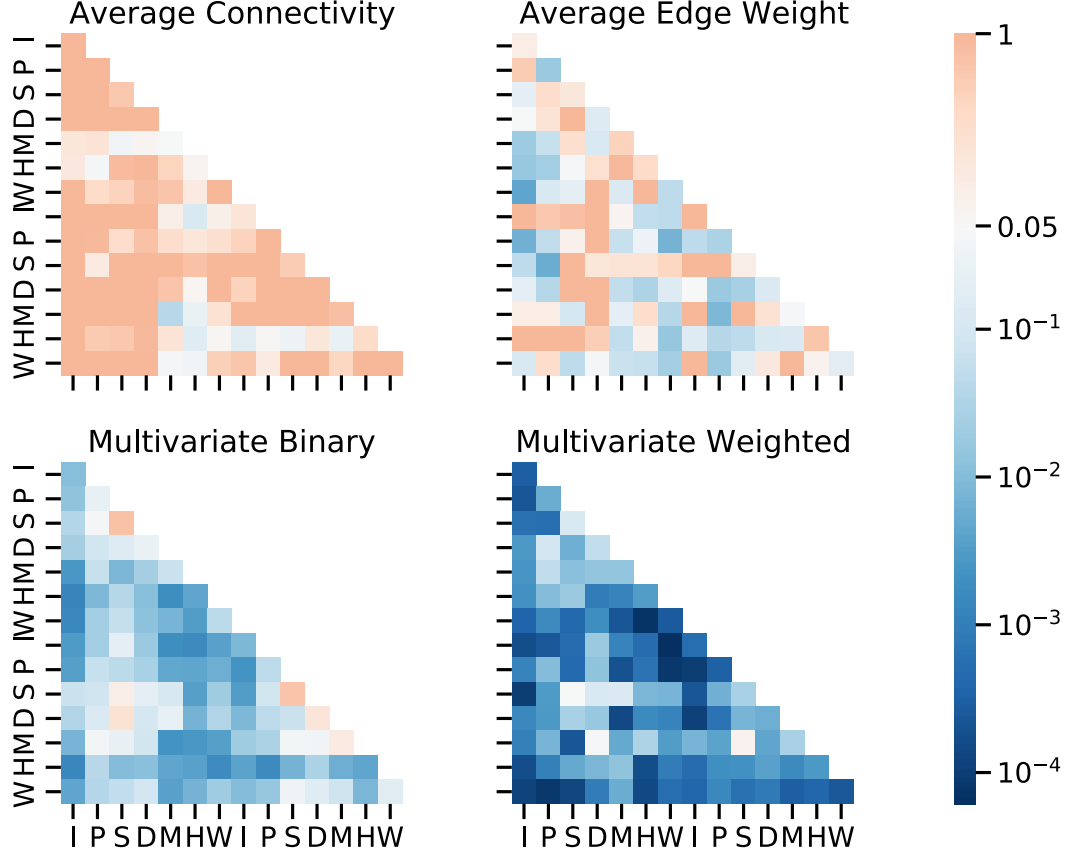 Average Connectivity
Average Edge Weight
I
P
S
D
M
H
W
I
P
S
D
M
H
W
1
0.05
10⁻¹
10⁻²
10⁻³
10⁻⁴
Multivariate Binary
Multivariate Weighted
I
P
S
D
M
H
W
I
P
S
D
M
H
W
I P S D M H W I P S D M H W
I P S D M H W I P S D M H W